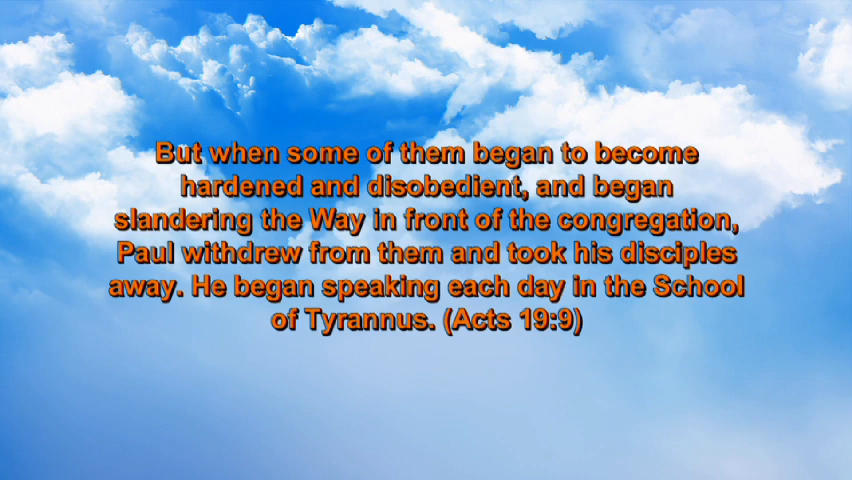 But when some of them began to become
hardened and disobedient, and began
slandering the Way in front of the congregation,
Paul withdrew from them and took his disciples
away. He began speaking each day in the School
of Tyrannus. (Acts 19:9)